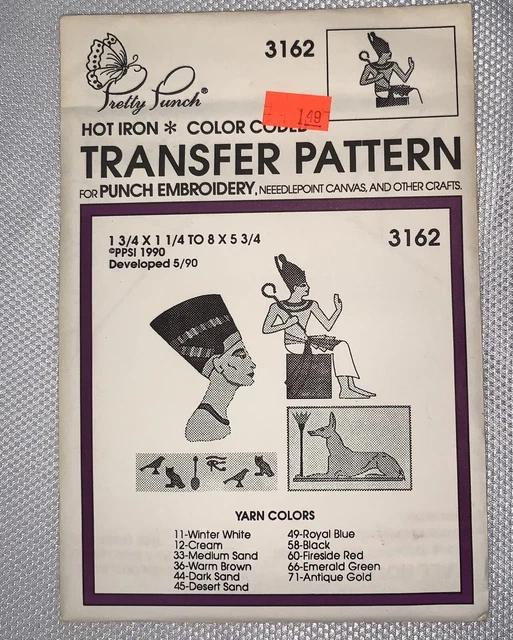 3162
Pretty Punch®
1.49
HOT IRON * COLOR CODED
TRANSFER PATTERN
FOR PUNCH EMBROIDERY, NEEEDLEPOINT CANVAS, AND OTHER CRAFTS.
1 3/4 X 1 1/4 TO 8 X 5 3/4
3162
©PPSI 1990
Developed 5/90
YARN COLORS
11-Winter White
12-Cream
33-Medium Sand
36-Warm Brown
44-Dark Sand
45-Desert Sand
49-Royal Blue
58-Black
60-Fireside Red
66-Emerald Green
71-Antique Gold